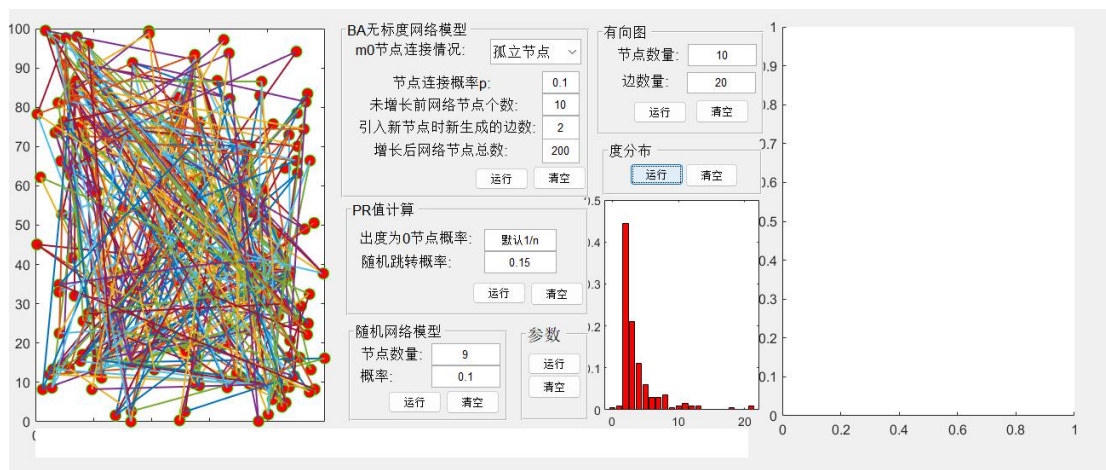 100
90
80
70
60
50
40
30
20
10
0
0
BA无标度网络模型
m0节点连接情况: 孤立节点
节点连接概率p: 0.1
未增长前网络节点个数: 10
引入新节点时新生成的边数: 2
增长后网络节点总数: 200
运行 清空
PR值计算
出度为0节点概率: 默认1/n
随机跳转概率: 0.15
运行 清空
随机网络模型
节点数量: 9
概率: 0.1
运行 清空
参数
运行
清空
有向图
节点数量: 10
边数量: 20
运行 清空
度分布
运行 清空
0.5
0.4
0.3
0.2
0.1
0
0 10 20
1
0.9
0.8
0.7
0.6
0.5
0.4
0.3
0.2
0.1
0
0 0.2 0.4 0.6 0.8 1